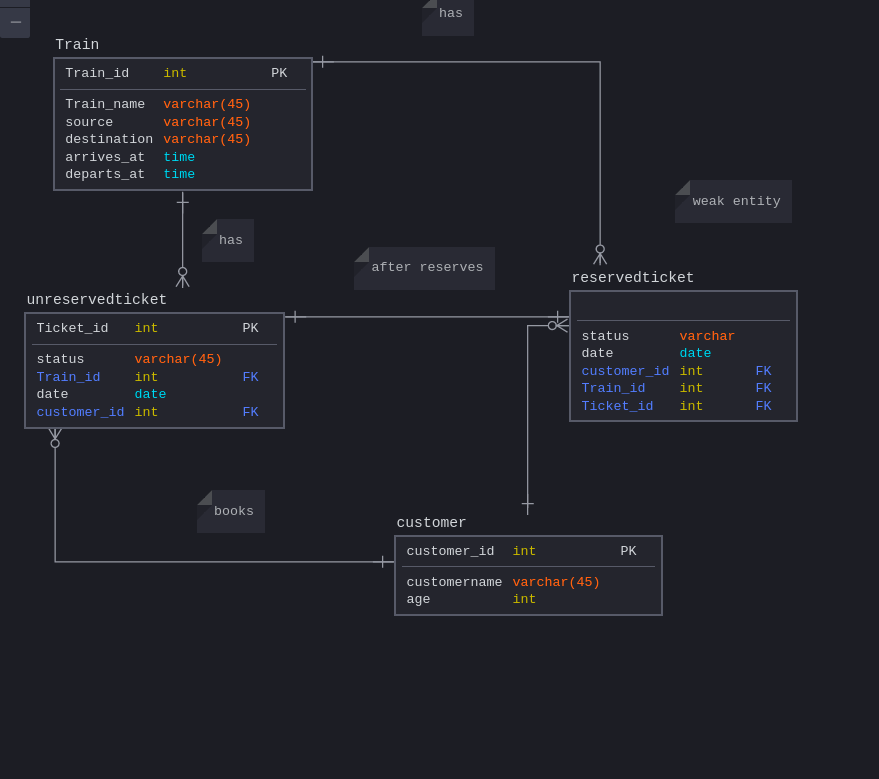 has
Train
Train_id int PK
Train_name varchar(45)
source varchar(45)
destination varchar(45)
arrives_at time
departs_at time
weak entity
has
after reserves
reservedticket
status varchar
date date
customer_id int FK
Train_id int FK
Ticket_id int FK
unreservedticket
Ticket_id int PK
status varchar(45)
Train_id int FK
date date
customer_id int FK
books
customer
customer_id int PK
customername varchar(45)
age int